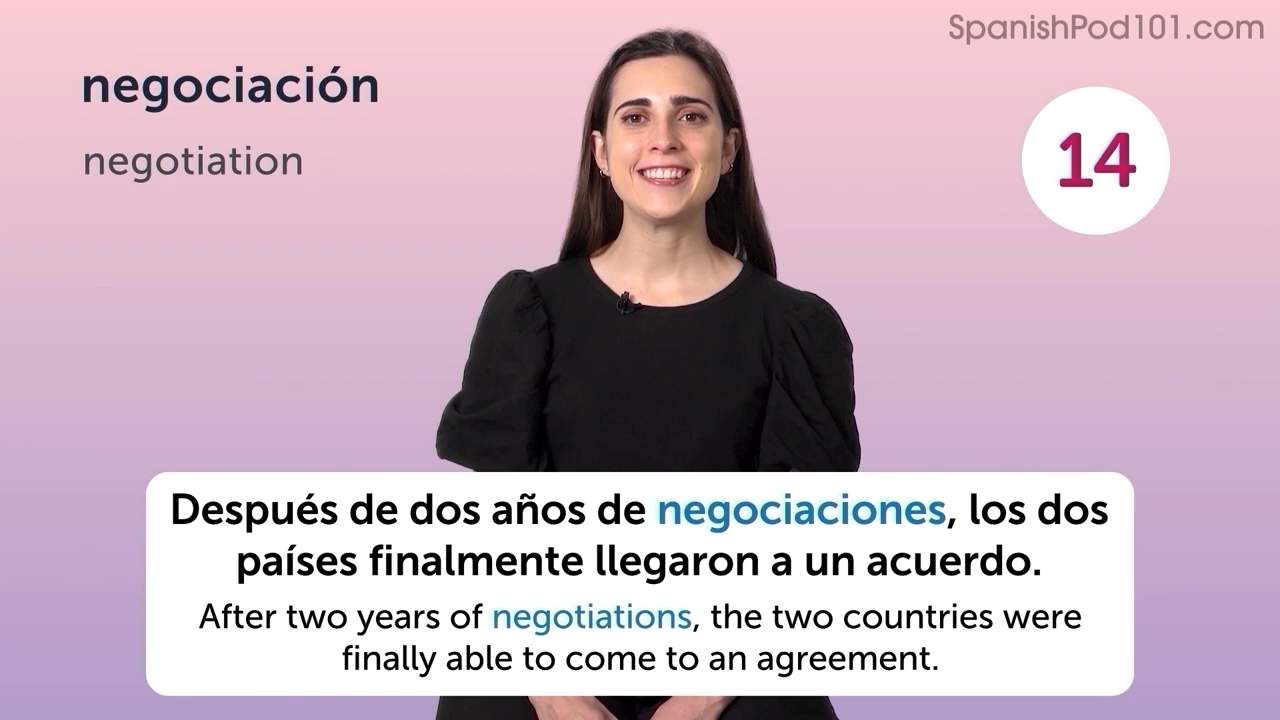 SpanishPod101.com
negociación
negotiation
14
Después de dos años de negociaciones, los dos
países finalmente llegaron a un acuerdo.
After two years of negotiations, the two countries were
finally able to come to an agreement.